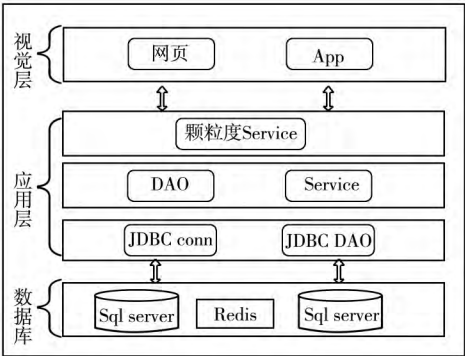 视觉层
网页
App
应用层
颗粒度Service
DAO
Service
JDBC conn
JDBC DAO
数据库
Sql server
Redis
Sql server